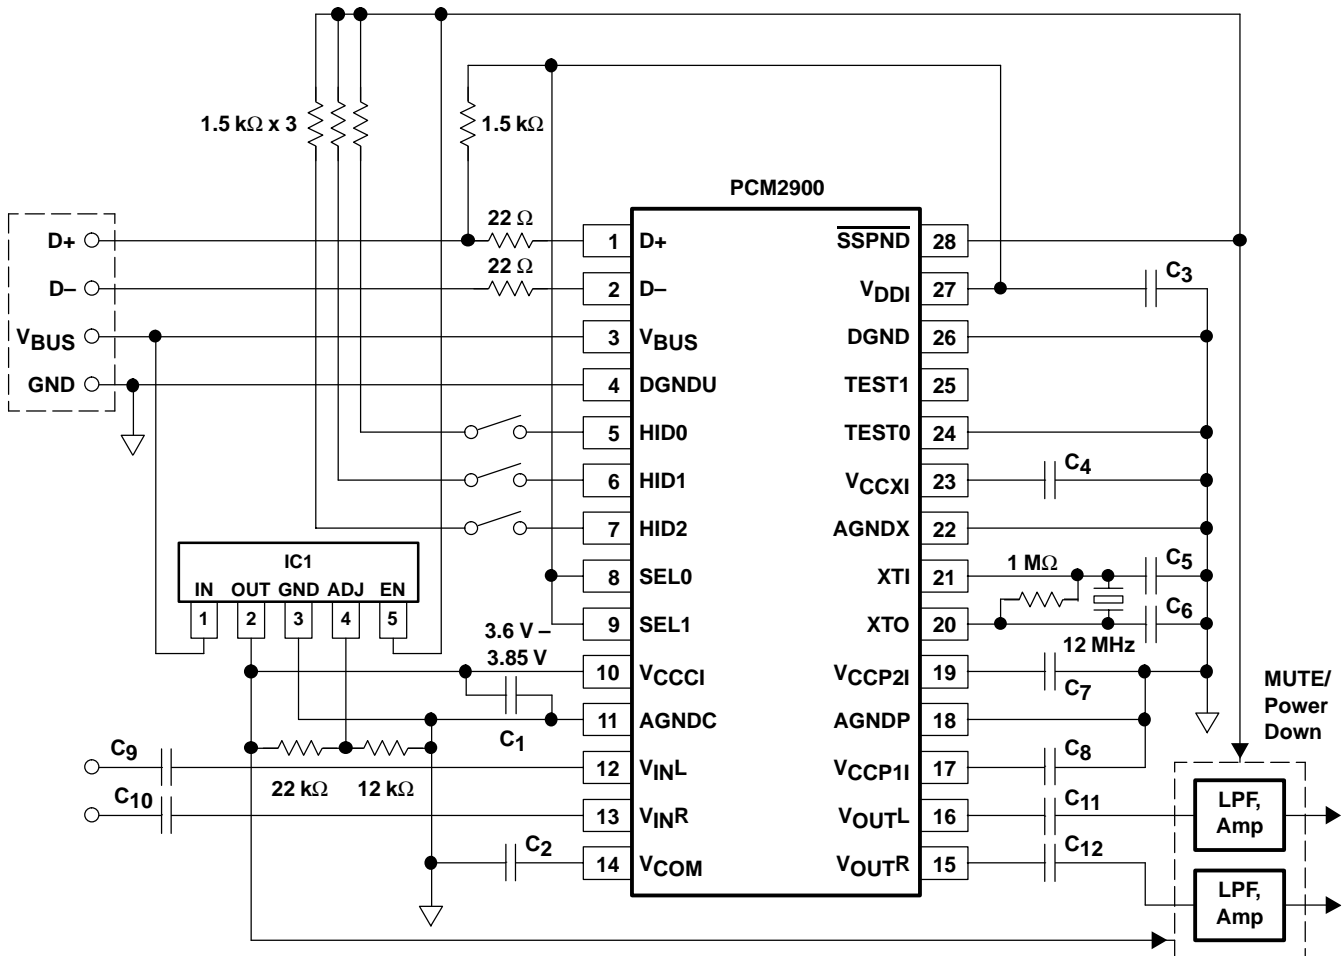 1.5 kΩ x 3
1.5 kΩ
PCM2900
22 Ω
22 Ω
D+
D–
VBUS
GND
1 D+
2 D–
3 VBUS
4 DGNDU
5 HID0
6 HID1
7 HID2
8 SEL0
9 SEL1
10 VCCCI
11 AGNDC
12 VINL
13 VINR
14 VCOM
SSPND 28
VDDI 27
DGND 26
TEST1 25
TEST0 24
VCCXI 23
AGNDX 22
XTI 21
XTO 20
VCCP2I 19
AGNDP 18
VCCP1I 17
VOUTL 16
VOUTR 15
IC1
IN OUT GND ADJ EN
1 2 3 4 5
3.6 V –
3.85 V
C1
22 kΩ
12 kΩ
C9
C10
C2
C3
C4
1 MΩ
C5
C6
12 MHz
C7
C8
C11
C12
MUTE/
Power
Down
LPF,
Amp
LPF,
Amp